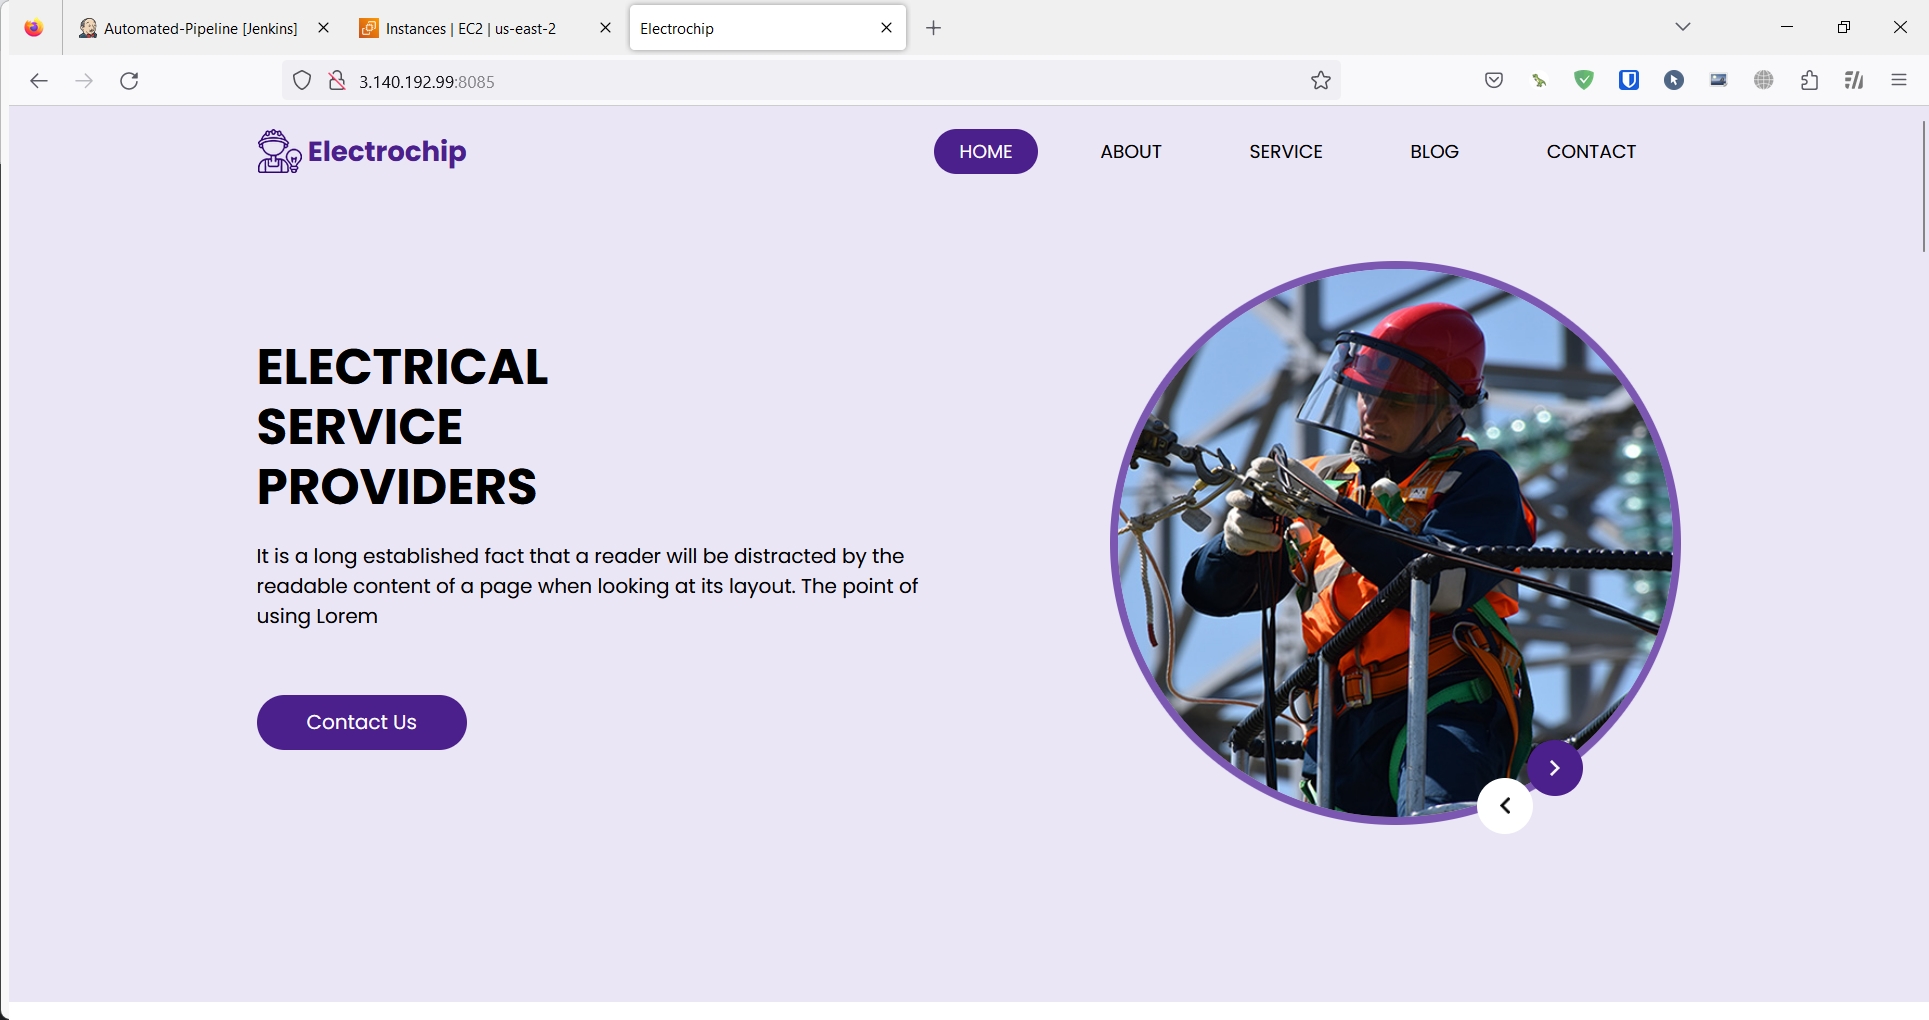 Automated-Pipeline [Jenkins]
Instances | EC2 | us-east-2
Electrochip
3.140.192.99:8085
Electrochip
HOME
ABOUT
SERVICE
BLOG
CONTACT
ELECTRICAL
SERVICE
PROVIDERS
It is a long established fact that a reader will be distracted by the
readable content of a page when looking at its layout. The point of
using Lorem
Contact Us